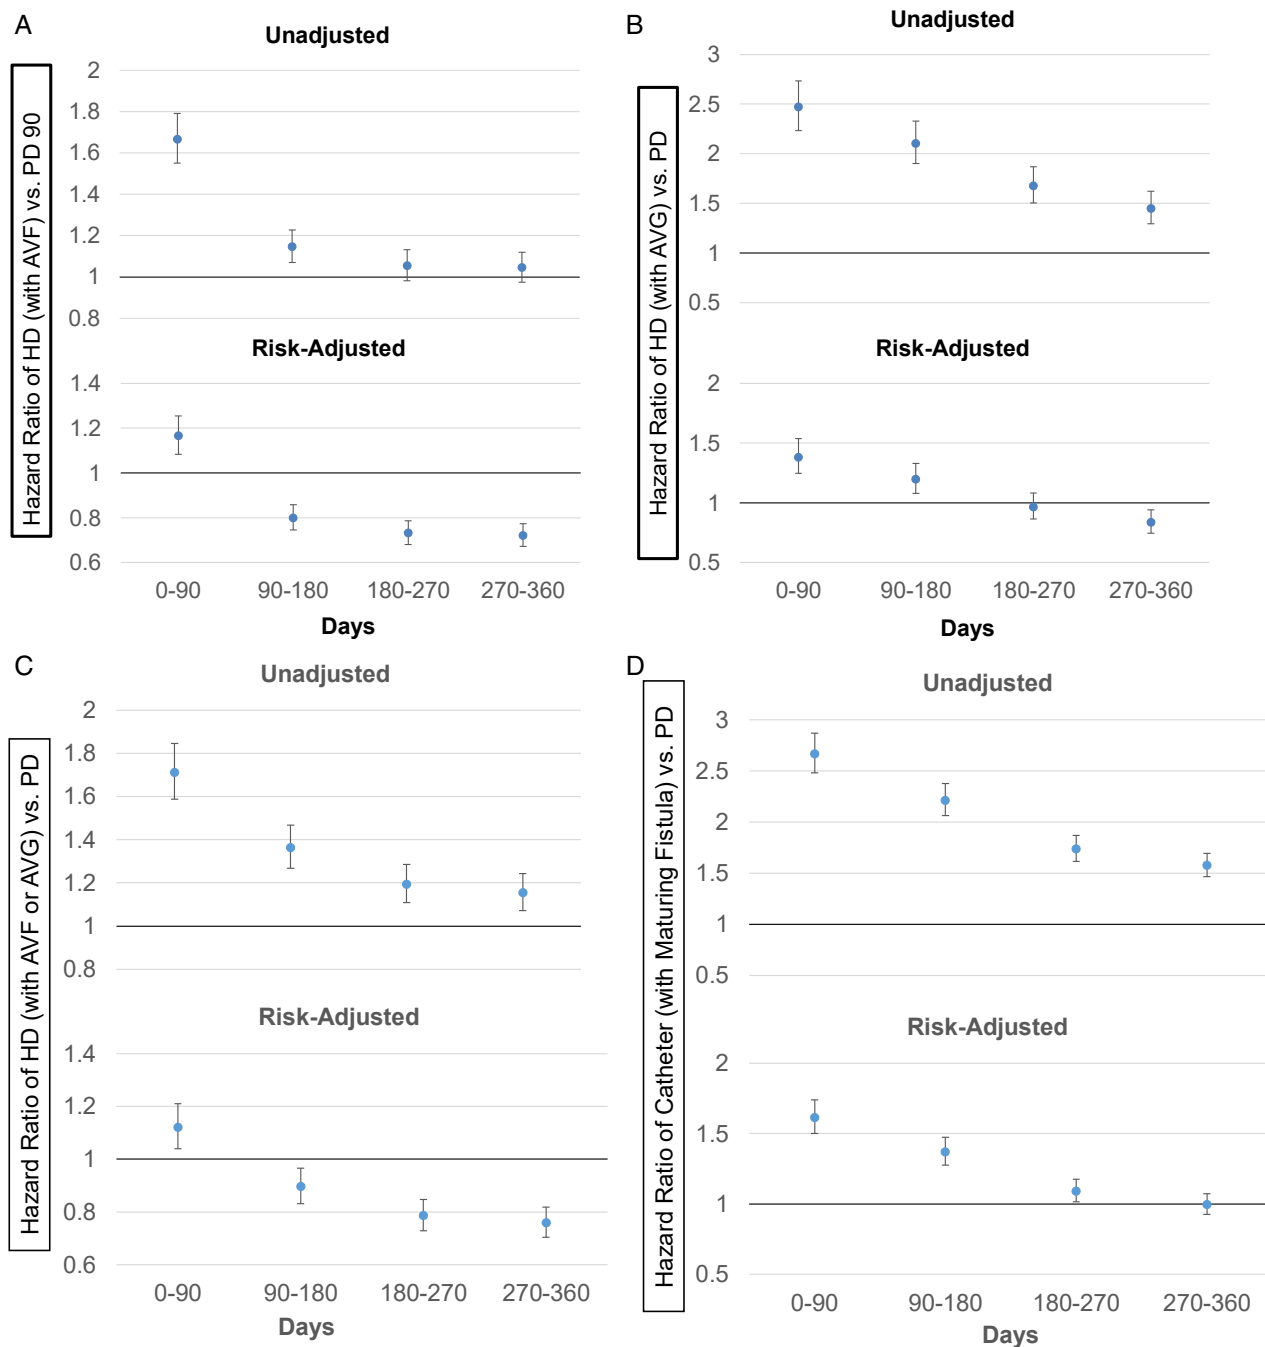 A
Unadjusted
Hazard Ratio of HD (with AVF) vs. PD 90
2
1.8
1.6
1.4
1.2
1
0.8
Risk-Adjusted
1.4
1.2
1
0.8
0.6
0-90 90-180 180-270 270-360
Days
B
Unadjusted
Hazard Ratio of HD (with AVG) vs. PD
3
2.5
2
1.5
1
0.5
Risk-Adjusted
2
1.5
1
0.5
0-90 90-180 180-270 270-360
Days
C
Unadjusted
Hazard Ratio of HD (with AVF or AVG) vs. PD
2
1.8
1.6
1.4
1.2
1
0.8
Risk-Adjusted
1.4
1.2
1
0.8
0.6
0-90 90-180 180-270 270-360
Days
D
Unadjusted
Hazard Ratio of Catheter (with Maturing Fistula) vs. PD
3
2.5
2
1.5
1
0.5
Risk-Adjusted
2
1.5
1
0.5
0-90 90-180 180-270 270-360
Days